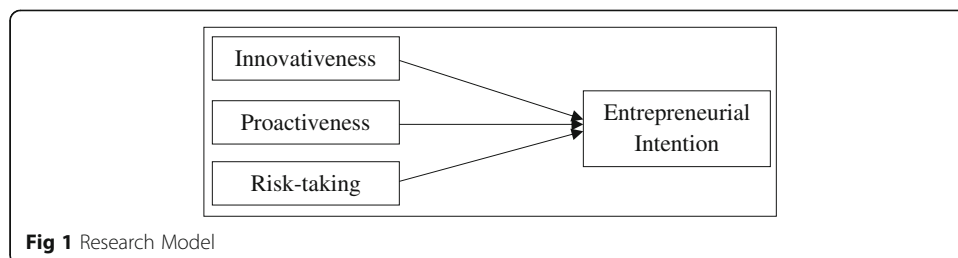 Innovativeness
Proactiveness
Risk-taking
Entrepreneurial
Intention
Fig 1 Research Model